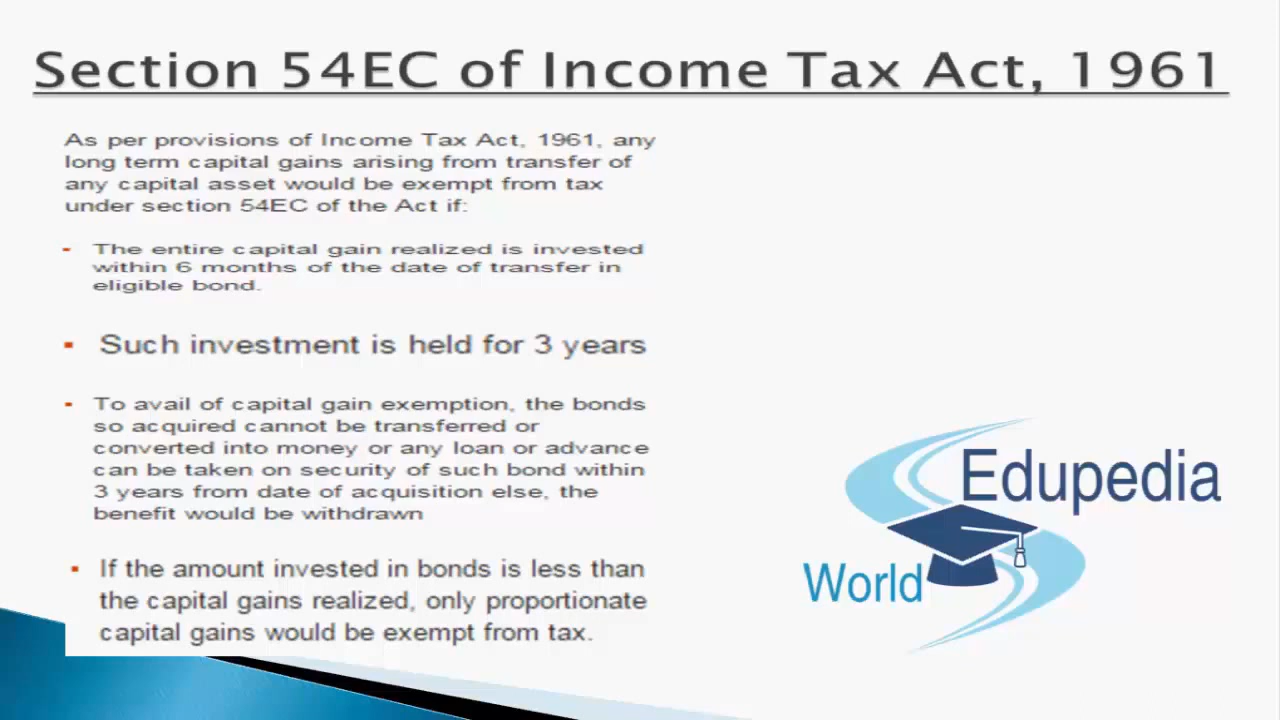 Section 54EC of Income Tax Act, 1961
As per provisions of Income Tax Act, 1961, any
long term capital gains arising from transfer of
any capital asset would be exempt from tax
under section 54EC of the Act if:
▪ The entire capital gain realized is invested
within 6 months of the date of transfer in
eligible bond.
▪ Such investment is held for 3 years
▪ To avail of capital gain exemption, the bonds
so acquired cannot be transferred or
converted into money or any loan or advance
can be taken on security of such bond within
3 years from date of acquisition else, the
benefit would be withdrawn
▪ If the amount invested in bonds is less than
the capital gains realized, only proportionate
capital gains would be exempt from tax.
Edupedia
World